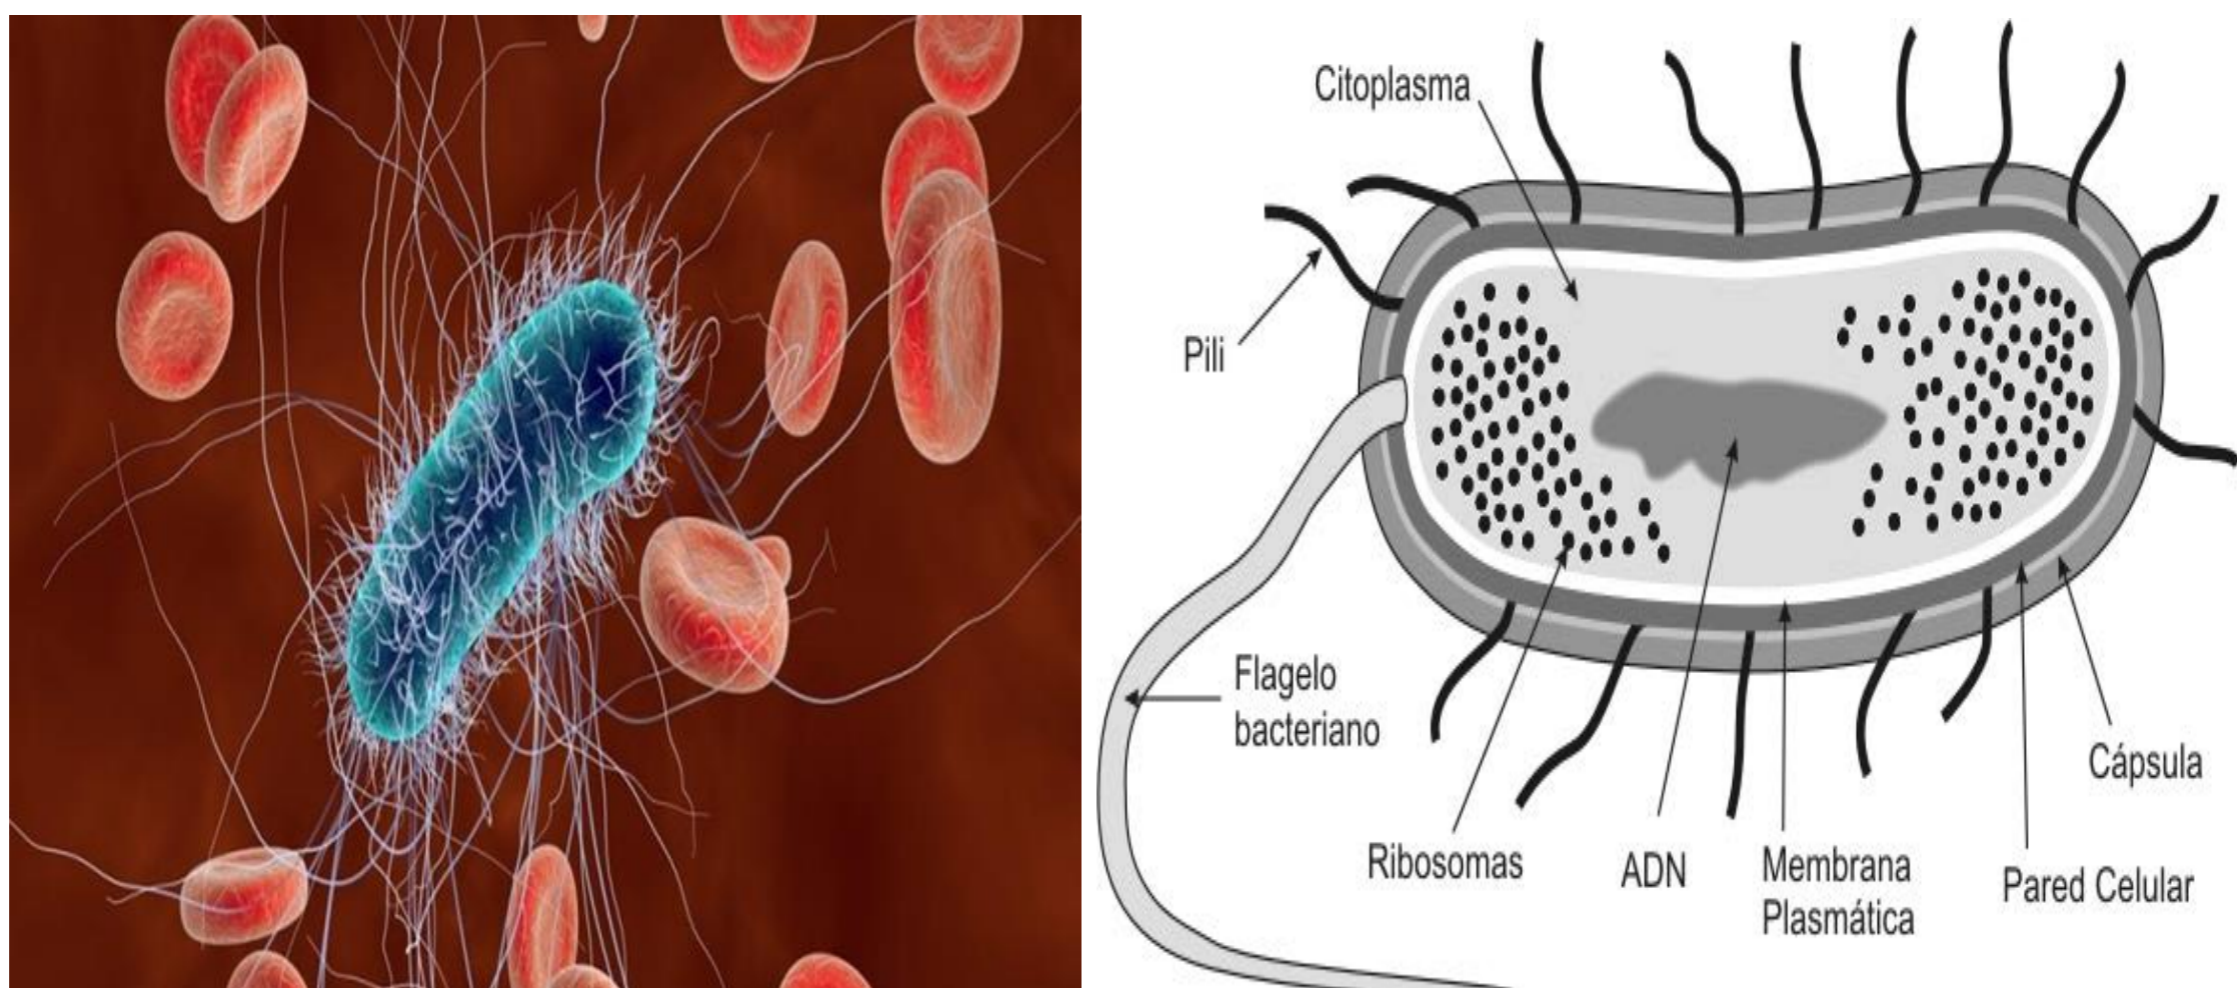 Citoplasma
Pili
Flagelo
bacteriano
Ribosomas
ADN
Membrana
Plasmática
Pared Celular
Cápsula